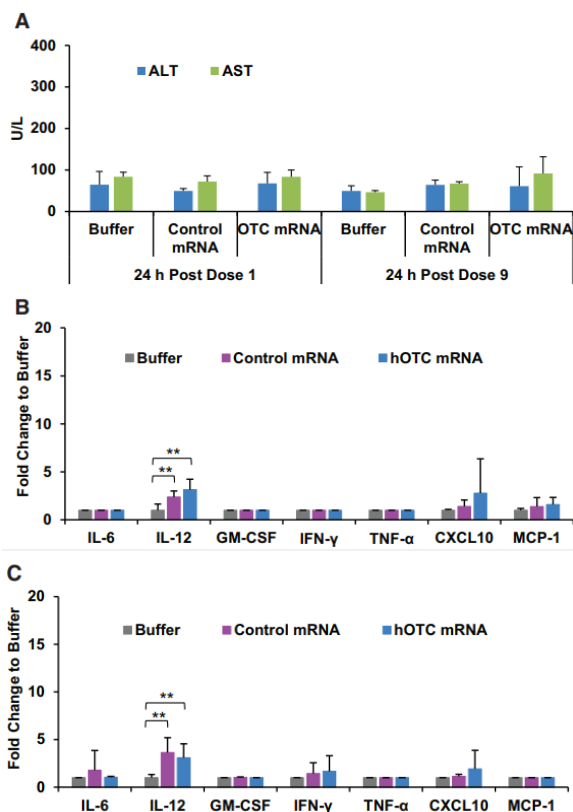 A
400
300
200
100
0
U/L
ALT AST
Buffer Control mRNA OTC mRNA Buffer Control mRNA OTC mRNA
24 h Post Dose 1 24 h Post Dose 9
B
20
15
10
5
0
Fold Change to Buffer
Buffer Control mRNA hOTC mRNA
**
**
IL-6 IL-12 GM-CSF IFN-γ TNF-α CXCL10 MCP-1
C
20
15
10
5
0
Fold Change to Buffer
Buffer Control mRNA hOTC mRNA
**
**
IL-6 IL-12 GM-CSF IFN-γ TNF-α CXCL10 MCP-1